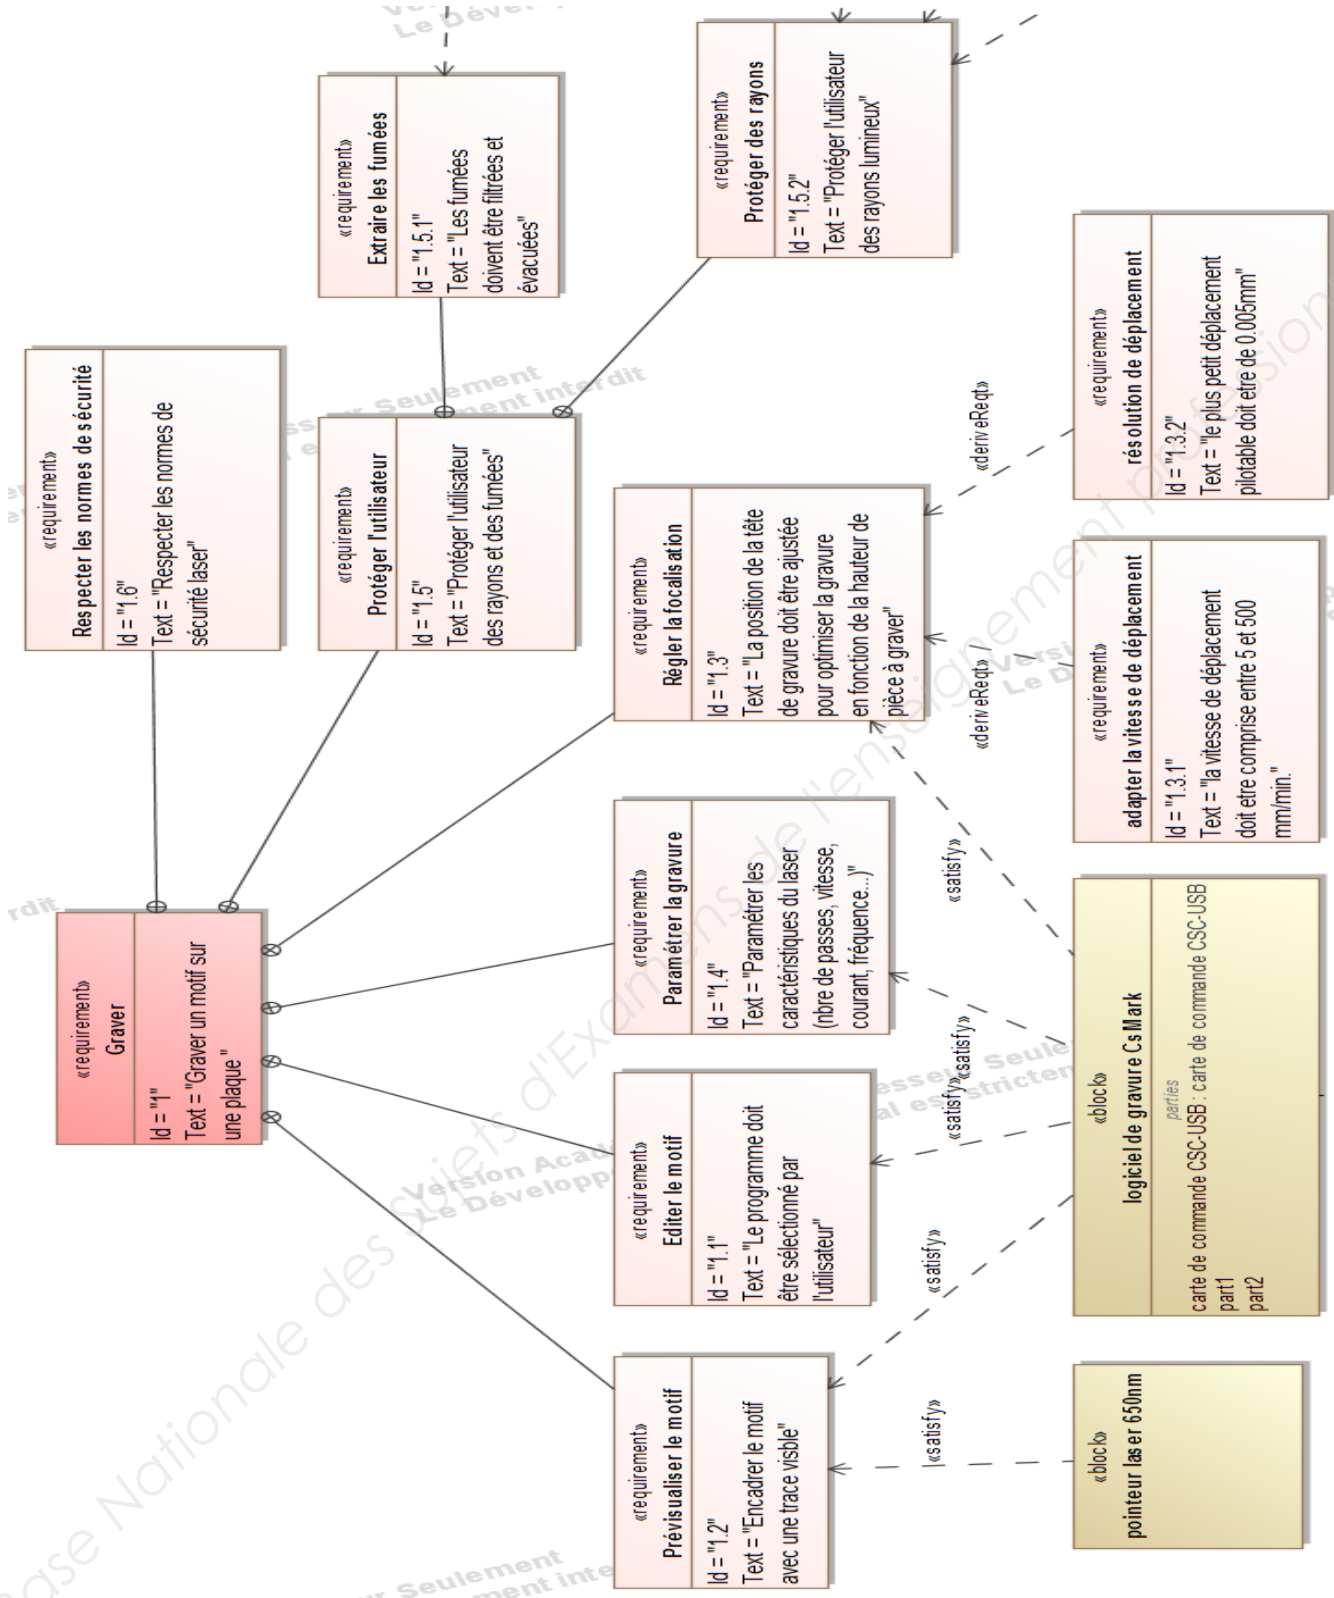 «requirement»
Graver
Id = "1"
Text = "Graver un motif sur
une plaque "
«requirement»
Prévisualiser le motif
Id = "1.2"
Text = "Encadrer le motif
avec une trace visble"
«requirement»
Editer le motif
Id = "1.1"
Text = "Le programme doit
être sélectionné par
l'utilisateur"
«requirement»
Paramétrer la gravure
Id = "1.4"
Text = "Paramétrer les
caractéristiques du laser
(nbre de passes, vitesse,
courant, fréquence...)"
«requirement»
Régler la focalisation
Id = "1.3"
Text = "La position de la tête
de gravure doit être ajustée
pour optimiser la gravure
en fonction de la hauteur de
pièce à graver"
«requirement»
Protéger l'utilisateur
Id = "1.5"
Text = "Protéger l'utilisateur
des rayons et des fumées"
«requirement»
Respecter les normes de sécurité
Id = "1.6"
Text = "Respecter les normes de
sécurité laser"
«requirement»
Extraire les fumées
Id = "1.5.1"
Text = "Les fumées
doivent être filtrées et
évacuées"
«requirement»
Protéger des rayons
Id = "1.5.2"
Text = "Protéger l'utilisateur
des rayons lumineux"
«satisfy»
«satisfy»
«satisfy»
«satisfy»
«satisfy»
«deriveReqt»
«deriveReqt»
«block»
pointeur laser 650nm
«block»
logiciel de gravure CsMark
parties
carte de commande CSC-USB : carte de commande CSC-USB
part1
part2
«requirement»
adapter la vitesse de déplacement
Id = "1.3.1"
Text = "la vitesse de déplacement
doit etre comprise entre 5 et 500
mm/min."
«requirement»
résolution de déplacement
Id = "1.3.2"
Text = "le plus petit déplacement
pilotable doit etre de 0.005mm"
Base Nationale des Sujets d'Examens de l'enseignement profession